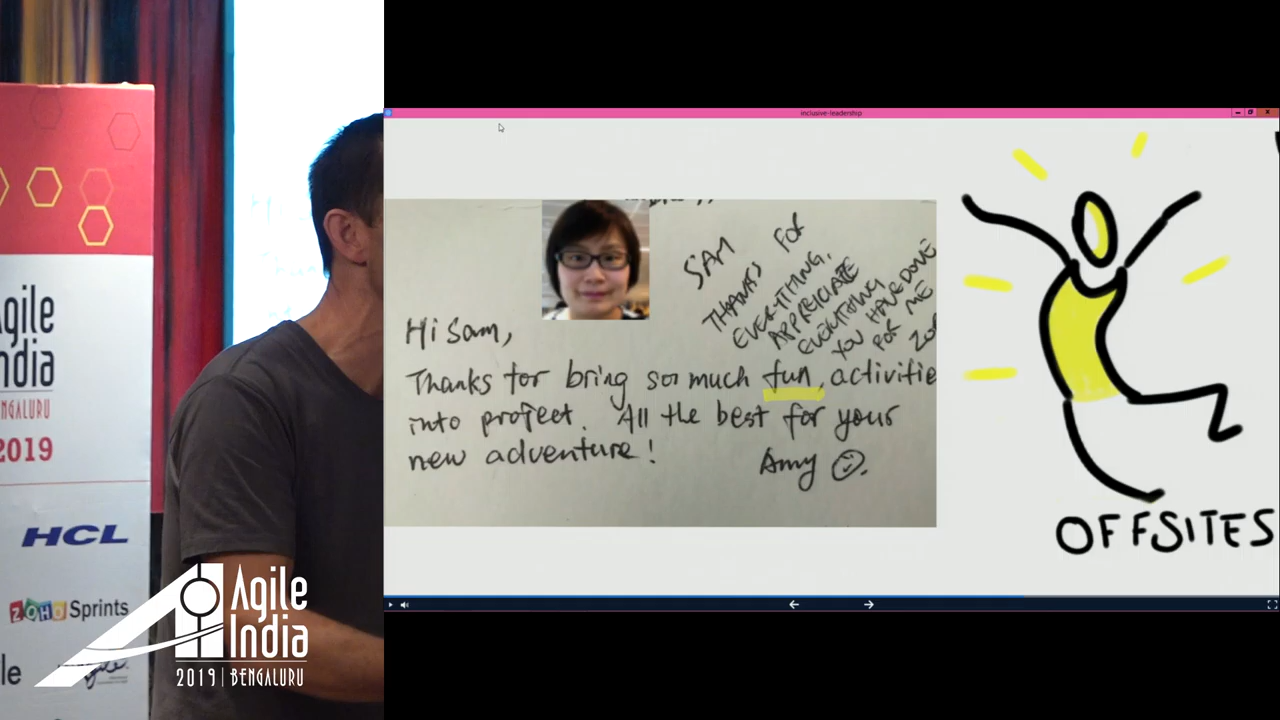 inclusive-leadership
SAM
THANKS FOR
EVERYTHING,
APPRECIATE
EVERYTHING
YOU HAVE DONE
FOR ME
Hi Sam,
Thanks for bring so much fun, activitie
into project. All the best for your
new adventure!
Amy
OFFSITES
Agile
India
BENGALURU
2019
HCL
ZOHO Sprints
Agile
India
2019 | BENGALURU